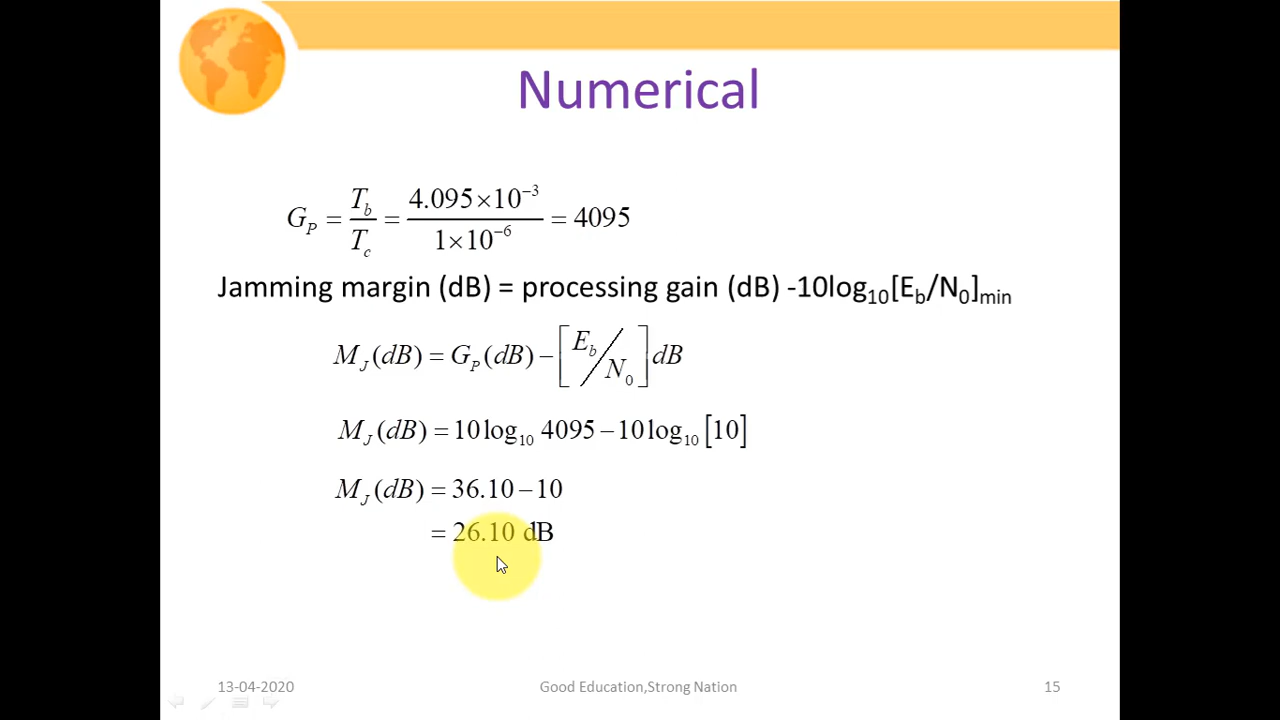 Numerical
G_P = T_b / T_c = 4.095×10⁻³ / 1×10⁻⁶ = 4095
Jamming margin (dB) = processing gain (dB) -10log₁₀[E_b/N₀]_min
M_J (dB) = G_P (dB) − [E_b / N₀] dB
M_J (dB) = 10 log₁₀ 4095 − 10 log₁₀ [10]
M_J (dB) = 36.10 − 10
= 26.10 dB
13-04-2020
Good Education,Strong Nation
15